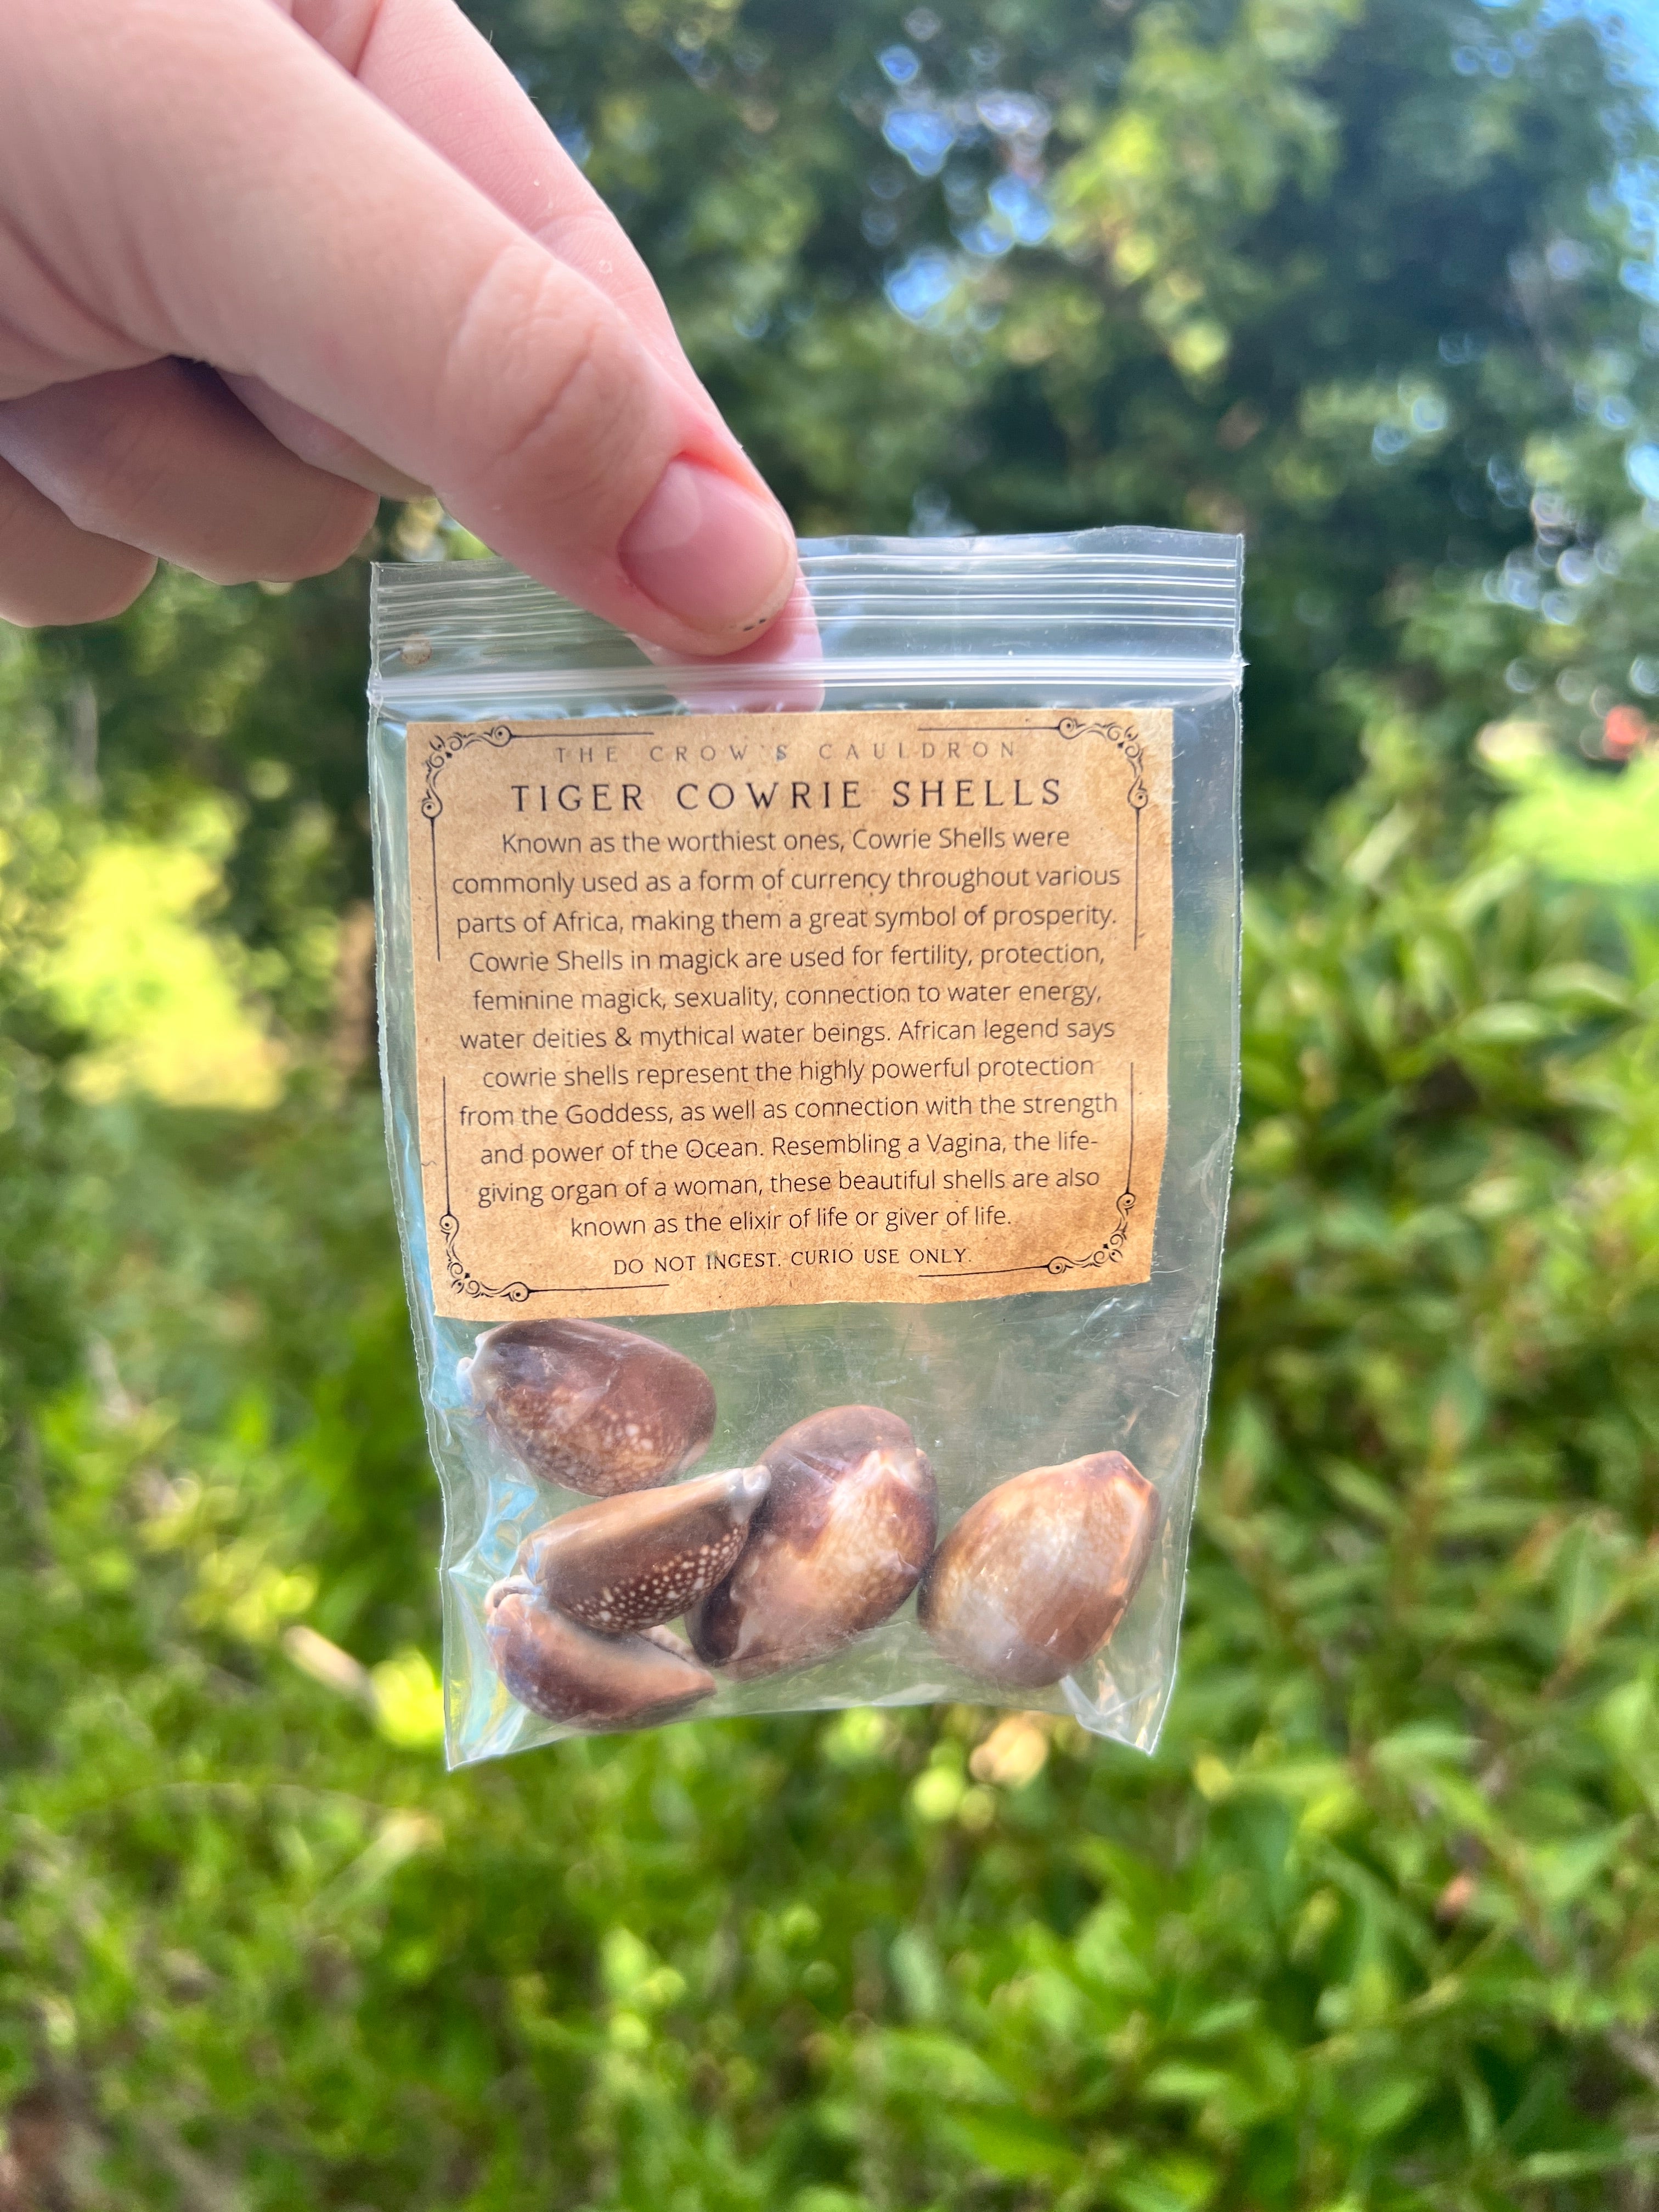 THE CROW'S CAULDRON
TIGER COWRIE SHELLS
Known as the worthiest ones, Cowrie Shells were
commonly used as a form of currency throughout various
parts of Africa, making them a great symbol of prosperity.
Cowrie Shells in magick are used for fertility, protection,
feminine magick, sexuality, connection to water energy,
water deities & mythical water beings. African legend says
cowrie shells represent the highly powerful protection
from the Goddess, as well as connection with the strength
and power of the Ocean. Resembling a Vagina, the life-
giving organ of a woman, these beautiful shells are also
known as the elixir of life or giver of life.
DO NOT INGEST. CURIO USE ONLY.